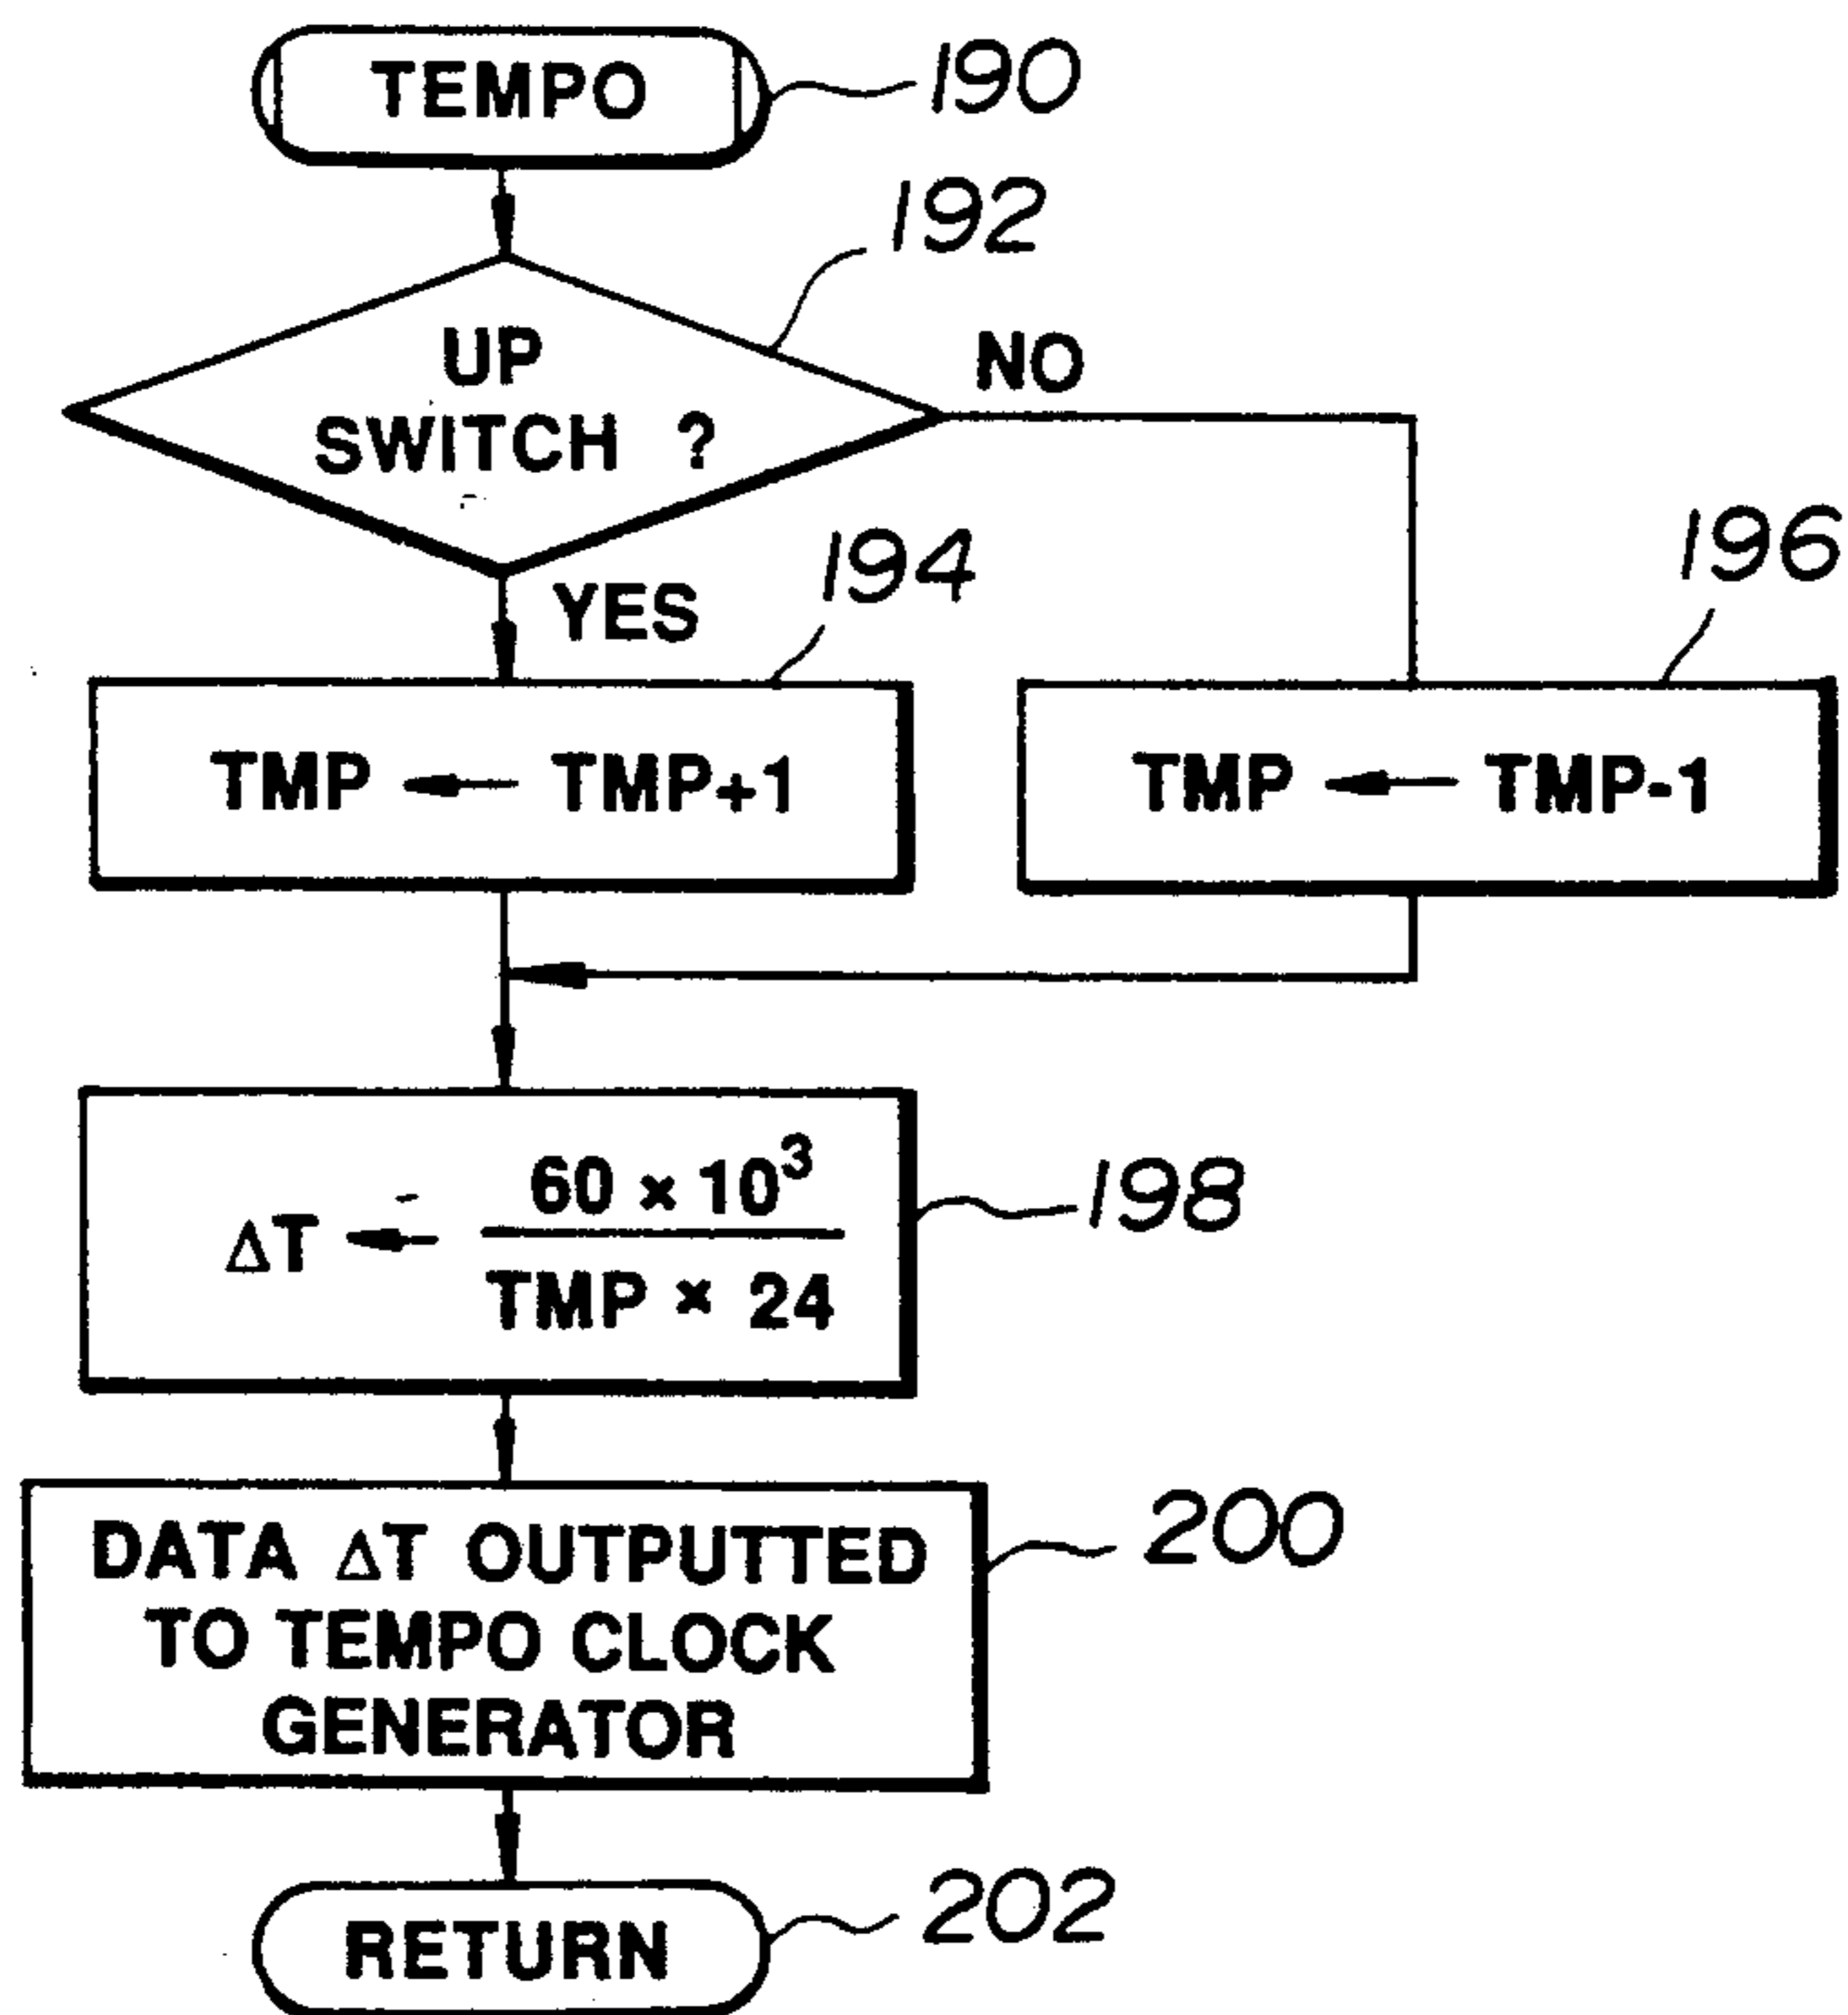 TEMPO
190
192
UP
SWITCH ?
NO
YES
194
196
TMP ← TMP+1
TMP ← TMP-1
ΔT ← 60 × 10³
TMP × 24
198
DATA ΔT OUTPUTTED
TO TEMPO CLOCK
GENERATOR
200
RETURN
202